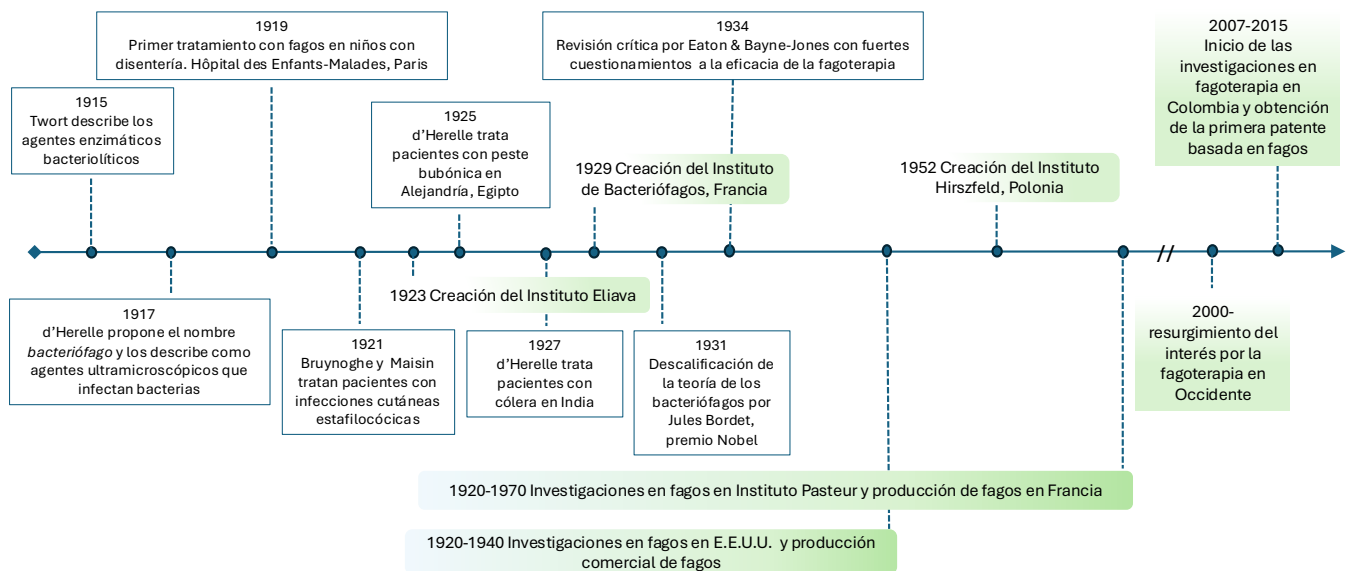 1919
Primer tratamiento con fagos en niños con
disentería. Hôpital des Enfants-Malades, Paris
1934
Revisión crítica por Eaton & Bayne-Jones con fuertes
cuestionamientos a la eficacia de la fagoterapia
2007-2015
Inicio de las
investigaciones en
fagoterapia en
Colombia y obtención
de la primera patente
basada en fagos
1915
Twort describe los
agentes enzimáticos
bacteriolíticos
1925
d’Herelle trata
pacientes con peste
bubónica en
Alejandría, Egipto
1929 Creación del Instituto
de Bacteriófagos, Francia
1952 Creación del Instituto
Hirszfeld, Polonia
//
1923 Creación del Instituto Eliava
1917
d’Herelle propone el nombre
bacteriófago y los describe como
agentes ultramicroscópicos que
infectan bacterias
1921
Bruynoghe y Maisin
tratan pacientes con
infecciones cutáneas
estafilocócicas
1927
d’Herelle trata
pacientes con
cólera en India
1931
Descalificación de
la teoría de los
bacteriófagos por
Jules Bordet,
premio Nobel
2000-
resurgimiento del
interés por la
fagoterapia en
Occidente
1920-1970 Investigaciones en fagos en Instituto Pasteur y producción de fagos en Francia
1920-1940 Investigaciones en fagos en E.E.U.U. y producción
comercial de fagos